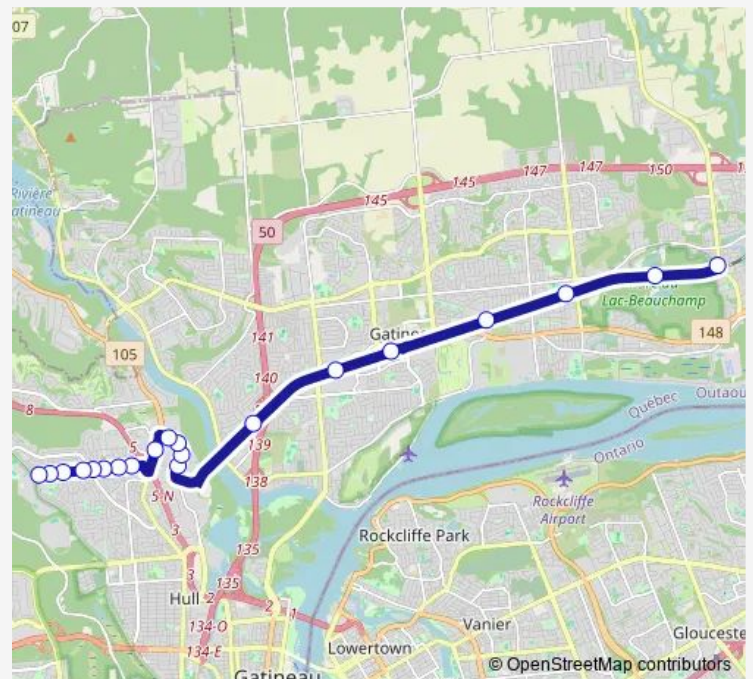 07
145
147
147
150
145
Rivière
50
Lac-Beauchamp
141
105
148
140
Québec
Outaou
8
5
139
Ontario
138
5-N
Rockcliffe
Airport
3
Rockcliffe Park
135
3
135
Hull
2
2
1
Vanier
134-O
Gloucester
Lowertown
134-E
© OpenStreetMap contributors